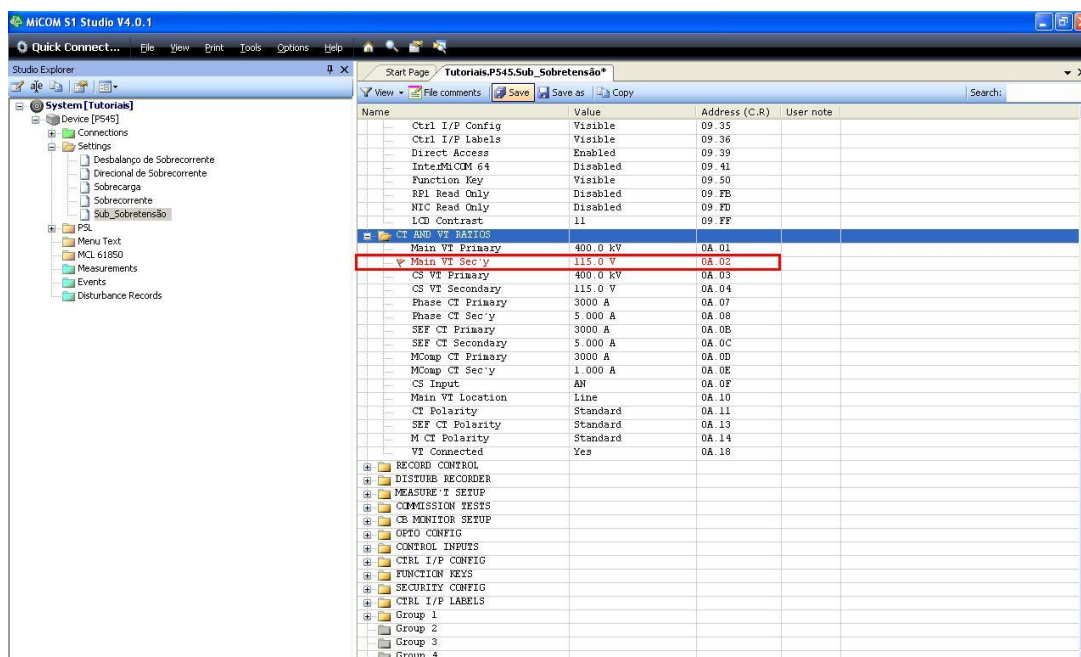 MiCOM S1 Studio V4.0.1
Quick Connect... File View Print Tools Options Help
Studio Explorer
System [Tutoriais]
Device [P545]
Connections
Settings
Desbalanço de Sobrecorrente
Direcional de Sobrecorrente
Sobrecarga
Sobrecorrente
Sub_Sobretensão
PSL
Menu Text
MCL 61850
Measurements
Events
Disturbance Records
Start Page Tutoriais.P545.Sub_Sobretensão*
View File comments Save Save as Copy Search:
Name Value Address (C.R) User note
Ctrl I/P Config Visible 09.35
Ctrl I/P Labels Visible 09.36
Direct Access Enabled 09.39
InterMiCOM 64 Disabled 09.41
Function Key Visible 09.50
RP1 Read Only Disabled 09.FB
NIC Read Only Disabled 09.FD
LCD Contrast 11 09.FF
CT AND VT RATIOS
Main VT Primary 400.0 kV 0A.01
Main VT Sec'y 115.0 V 0A.02
CS VT Primary 400.0 kV 0A.03
CS VT Secondary 115.0 V 0A.04
Phase CT Primary 3000 A 0A.07
Phase CT Sec'y 5.000 A 0A.08
SEF CT Primary 3000 A 0A.0B
SEF CT Secondary 5.000 A 0A.0C
MComp CT Primary 3000 A 0A.0D
MComp CT Sec'y 1.000 A 0A.0E
CS Input AN 0A.0F
Main VT Location Line 0A.10
CT Polarity Standard 0A.11
SEF CT Polarity Standard 0A.13
M CT Polarity Standard 0A.14
VT Connected Yes 0A.18
RECORD CONTROL
DISTURB RECORDER
MEASURE'T SETUP
COMMISSION TESTS
CB MONITOR SETUP
OPTO CONFIG
CONTROL INPUTS
CTRL I/P CONFIG
FUNCTION KEYS
SECURITY CONFIG
CTRL I/P LABELS
Group 1
Group 2
Group 3
Group 4